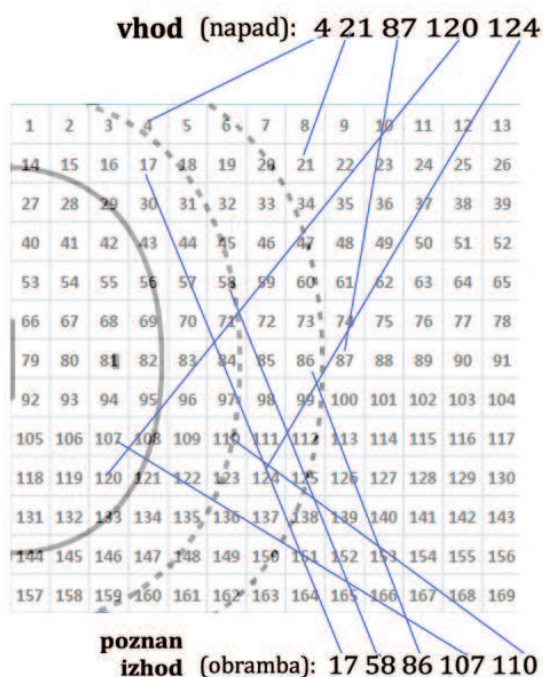 vhod (napad): 4 21 87 120 124
1 2 3 4 5 6 7 8 9 10 11 12 13
14 15 16 17 18 19 20 21 22 23 24 25 26
27 28 29 30 31 32 33 34 35 36 37 38 39
40 41 42 43 44 45 46 47 48 49 50 51 52
53 54 55 56 57 58 59 60 61 62 63 64 65
66 67 68 69 70 71 72 73 74 75 76 77 78
79 80 81 82 83 84 85 86 87 88 89 90 91
92 93 94 95 96 97 98 99 100 101 102 103 104
105 106 107 108 109 110 111 112 113 114 115 116 117
118 119 120 121 122 123 124 125 126 127 128 129 130
131 132 133 134 135 136 137 138 139 140 141 142 143
144 145 146 147 148 149 150 151 152 153 154 155 156
157 158 159 160 161 162 163 164 165 166 167 168 169
poznan
izhod (obramba): 17 58 86 107 110